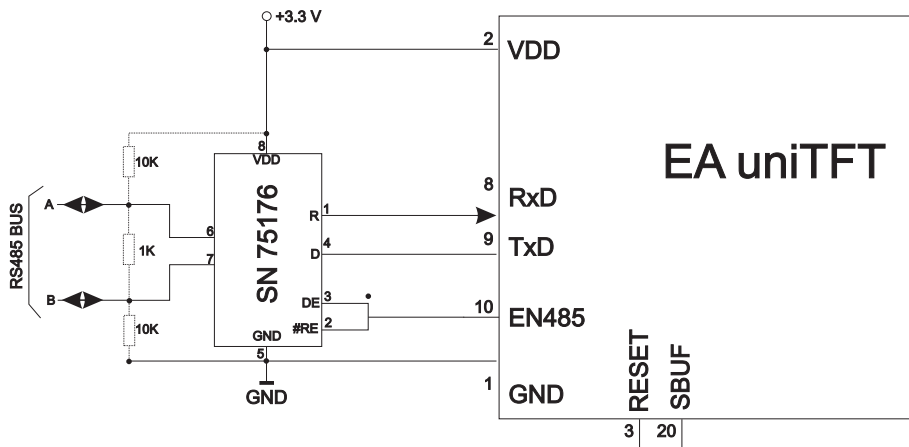 +3.3 V
2
VDD
8
VDD
10K
EA uniTFT
8
RxD
RS485 BUS
A
6
R
1
SN 75176
1K
7
D
4
9
TxD
B
DE
3
#RE
2
10
EN485
10K
GND
5
GND
1
GND
RESET
SBUF
3
20